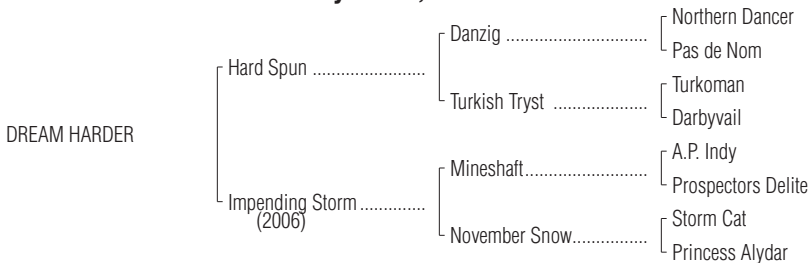 Northern Dancer
Danzig ................................
Pas de Nom
Hard Spun ........................
Turkoman
Turkish Tryst .....................
Darbyvail
DREAM HARDER
A.P. Indy
Mineshaft...........................
Prospectors Delite
Impending Storm ..............
(2006)
Storm Cat
November Snow................
Princess Alydar